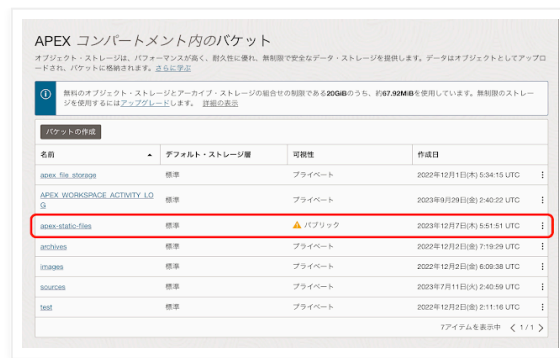 APEX コンパートメント内のバケット
オブジェクト・ストレージは、パフォーマンスが高く、耐久性に優れ、無制限で安全なデータ・ストレージを提供します。データはオブジェクトとしてアップロ
ードされ、バケットに格納されます。さらに学ぶ
無料のオブジェクト・ストレージとアーカイブ・ストレージの組合せの制限である20GiBのうち、約67.92MiBを使用しています。無制限のストレー
ジを使用するにはアップグレードします。 詳細の表示
バケットの作成
名前 デフォルト・ストレージ層 可視性 作成日
apex_file_storage 標準 プライベート 2022年12月1日(木) 5:34:15 UTC
APEX_WORKSPACE_ACTIVITY_LO
G 標準 プライベート 2023年9月29日(金) 2:40:22 UTC
apex-static-files 標準 パブリック 2023年12月7日(木) 5:51:51 UTC
archives 標準 プライベート 2022年12月2日(金) 7:19:29 UTC
images 標準 プライベート 2022年12月2日(金) 6:09:38 UTC
sources 標準 プライベート 2023年7月11日(火) 2:40:59 UTC
test 標準 プライベート 2022年12月2日(金) 2:11:16 UTC
7アイテムを表示中 1 / 1